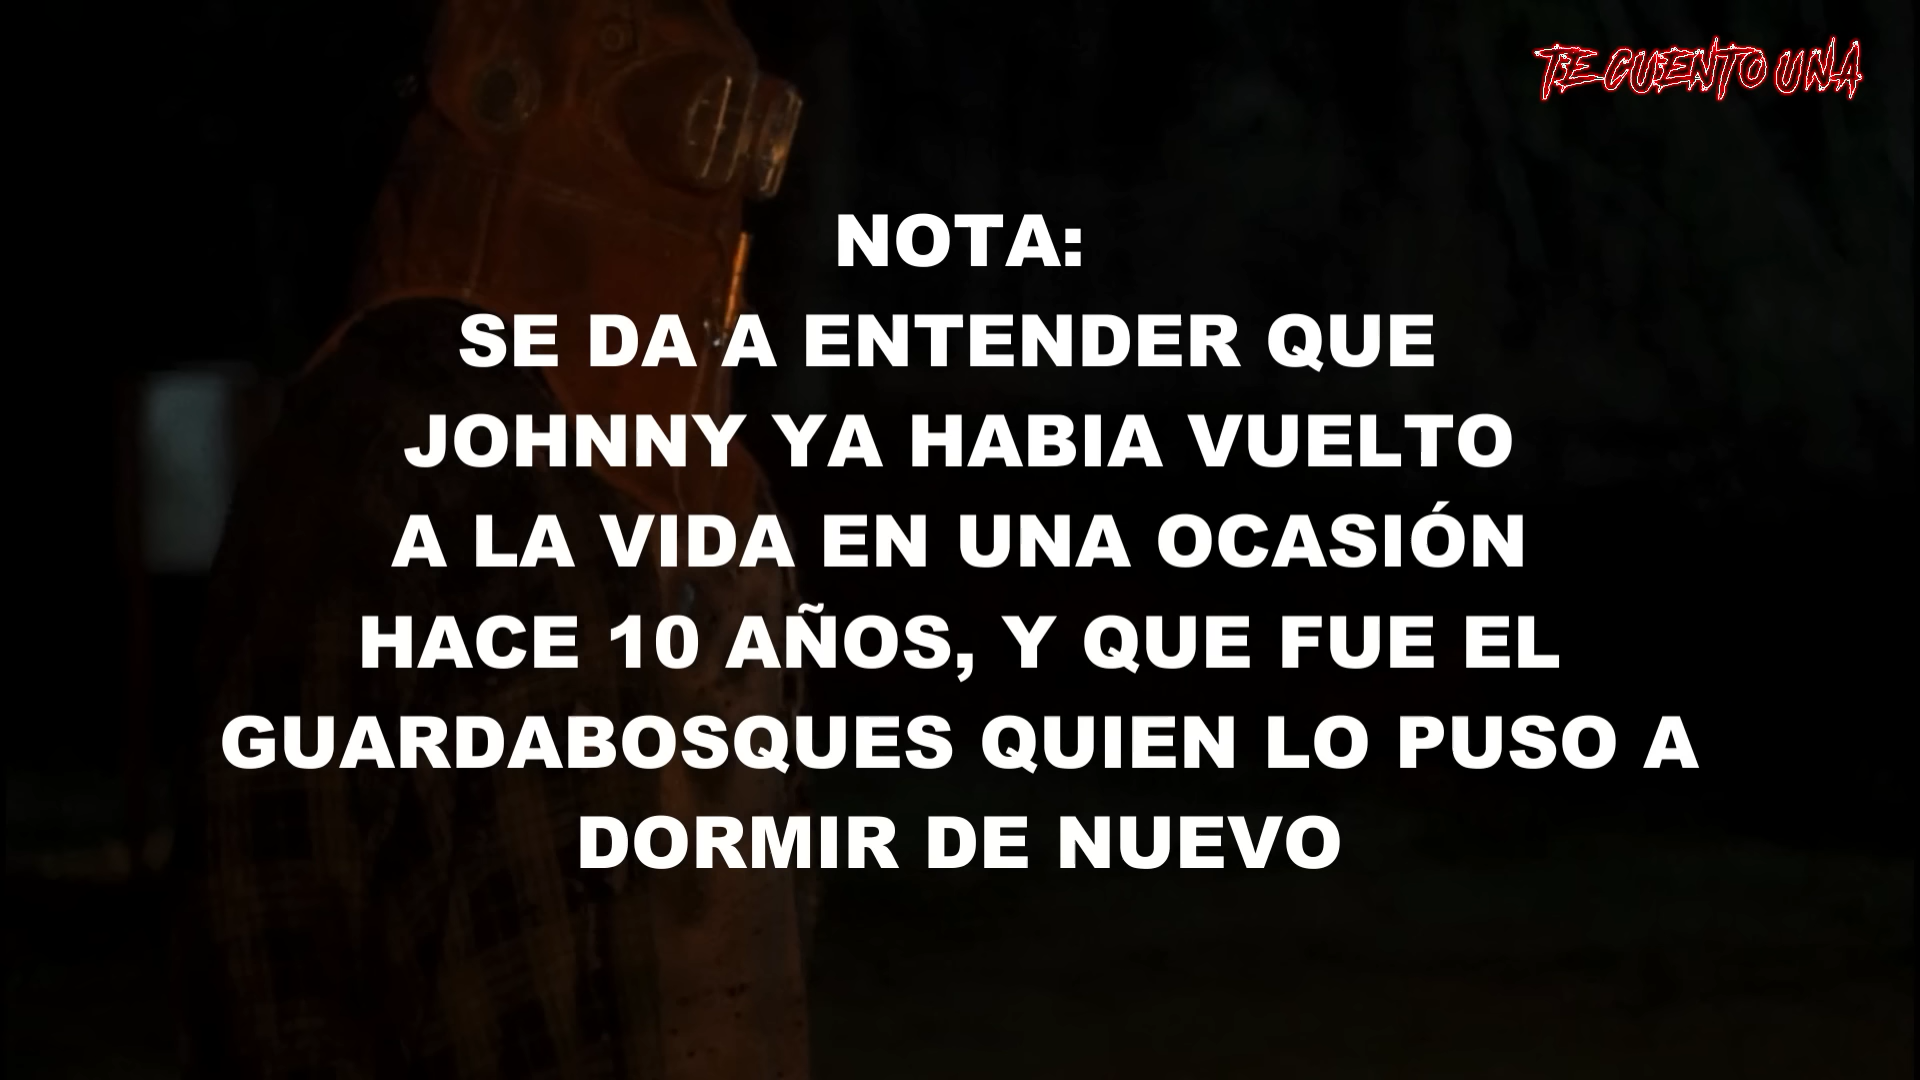 TE CUENTO UNA
NOTA:
SE DA A ENTENDER QUE
JOHNNY YA HABIA VUELTO
A LA VIDA EN UNA OCASIÓN
HACE 10 AÑOS, Y QUE FUE EL
GUARDABOSQUES QUIEN LO PUSO A
DORMIR DE NUEVO